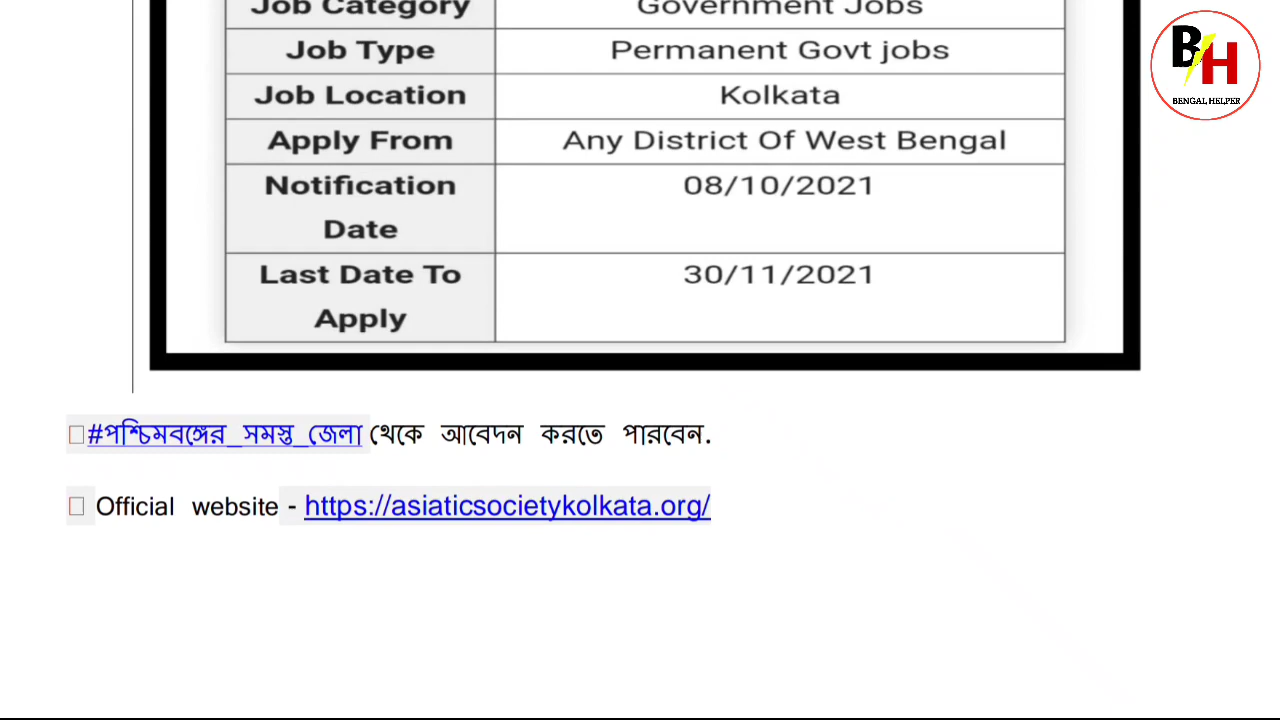 Job Category Government Jobs
Job Type Permanent Govt jobs
Job Location Kolkata
Apply From Any District Of West Bengal
Notification Date 08/10/2021
Last Date To Apply 30/11/2021
#পশ্চিমবঙ্গের_সমস্ত_জেলা থেকে আবেদন করতে পারবেন.
Official website - https://asiaticsocietykolkata.org/
BH
BENGAL HELPER